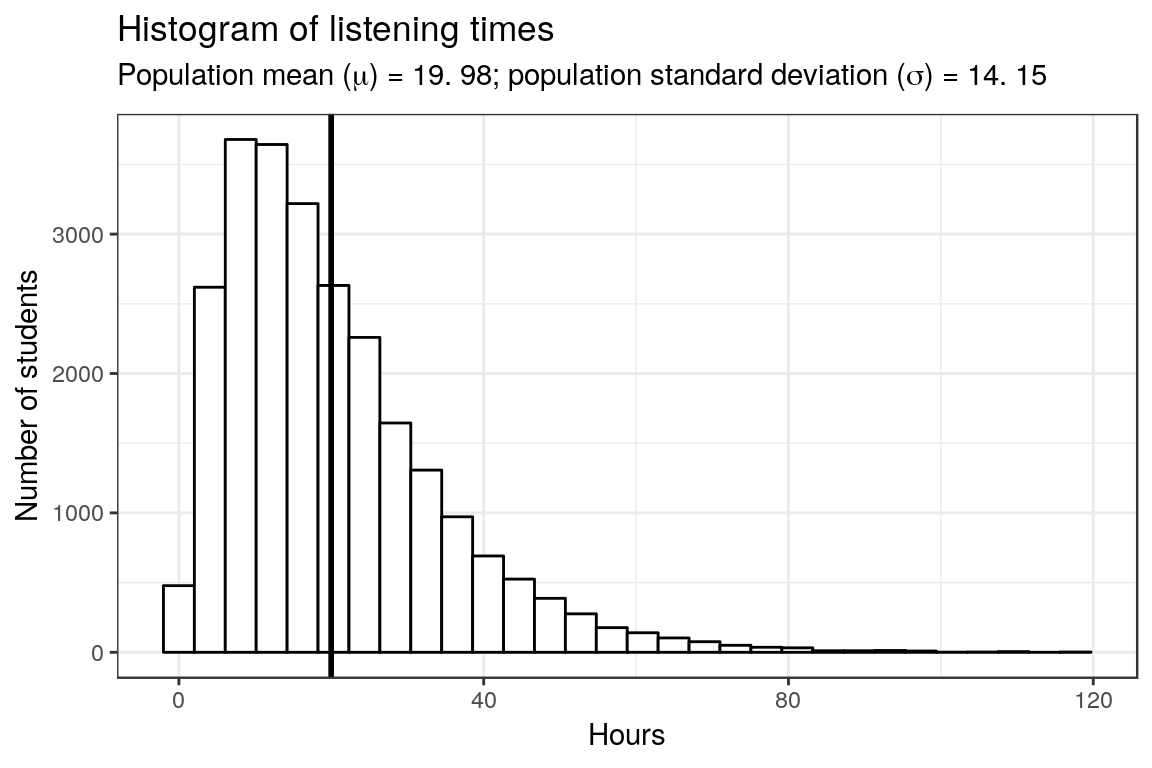 Histogram of listening times
Population mean (μ) = 19. 98; population standard deviation (σ) = 14. 15
Number of students
3000
2000
1000
0
0 40 80 120
Hours